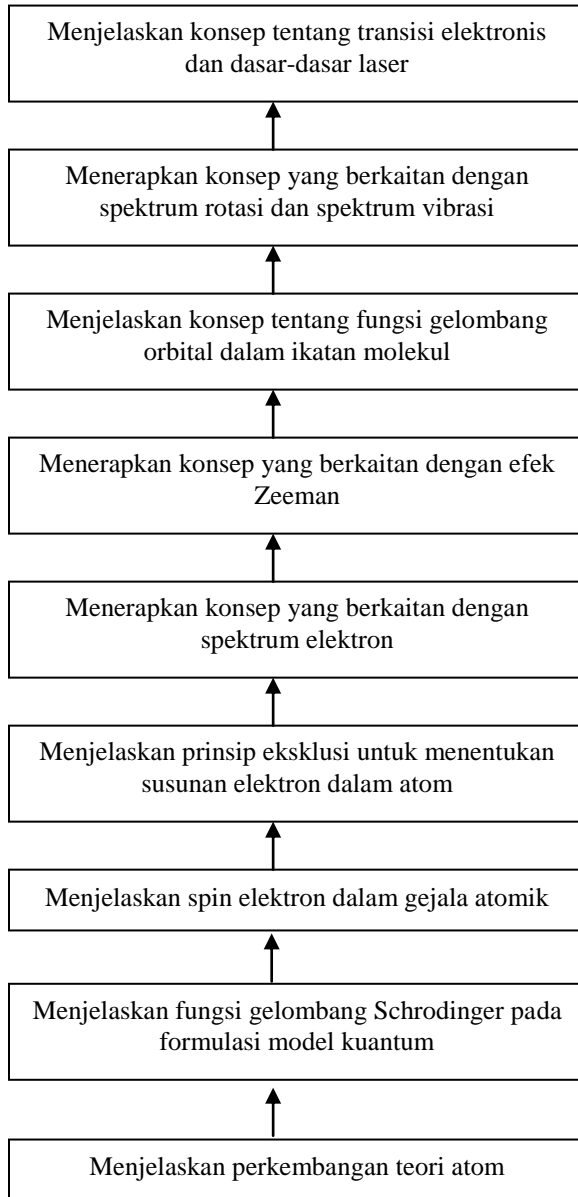 Menjelaskan konsep tentang transisi elektronis
dan dasar-dasar laser
Menerapkan konsep yang berkaitan dengan
spektrum rotasi dan spektrum vibrasi
Menjelaskan konsep tentang fungsi gelombang
orbital dalam ikatan molekul
Menerapkan konsep yang berkaitan dengan efek
Zeeman
Menerapkan konsep yang berkaitan dengan
spektrum elektron
Menjelaskan prinsip eksklusi untuk menentukan
susunan elektron dalam atom
Menjelaskan spin elektron dalam gejala atomik
Menjelaskan fungsi gelombang Schrodinger pada
formulasi model kuantum
Menjelaskan perkembangan teori atom